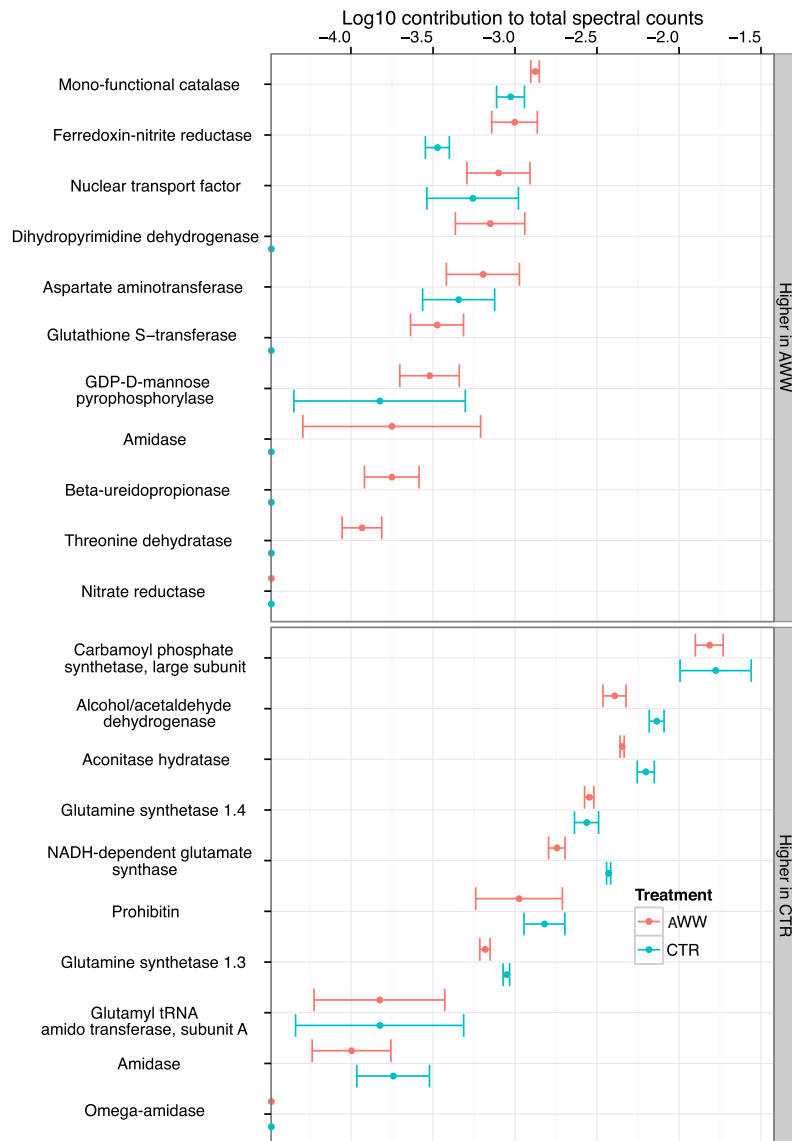 Log10 contribution to total spectral counts
−4.0 −3.5 −3.0 −2.5 −2.0 −1.5
Mono-functional catalase
Ferredoxin-nitrite reductase
Nuclear transport factor
Dihydropyrimidine dehydrogenase
Aspartate aminotransferase
Glutathione S−transferase
GDP-D-mannose
pyrophosphorylase
Amidase
Beta-ureidopropionase
Threonine dehydratase
Nitrate reductase
Higher in AWW
Carbamoyl phosphate
synthetase, large subunit
Alcohol/acetaldehyde
dehydrogenase
Aconitase hydratase
Glutamine synthetase 1.4
NADH-dependent glutamate
synthase
Prohibitin
Glutamine synthetase 1.3
Glutamyl tRNA
amido transferase, subunit A
Amidase
Omega-amidase
Treatment
AWW
CTR
Higher in CTR